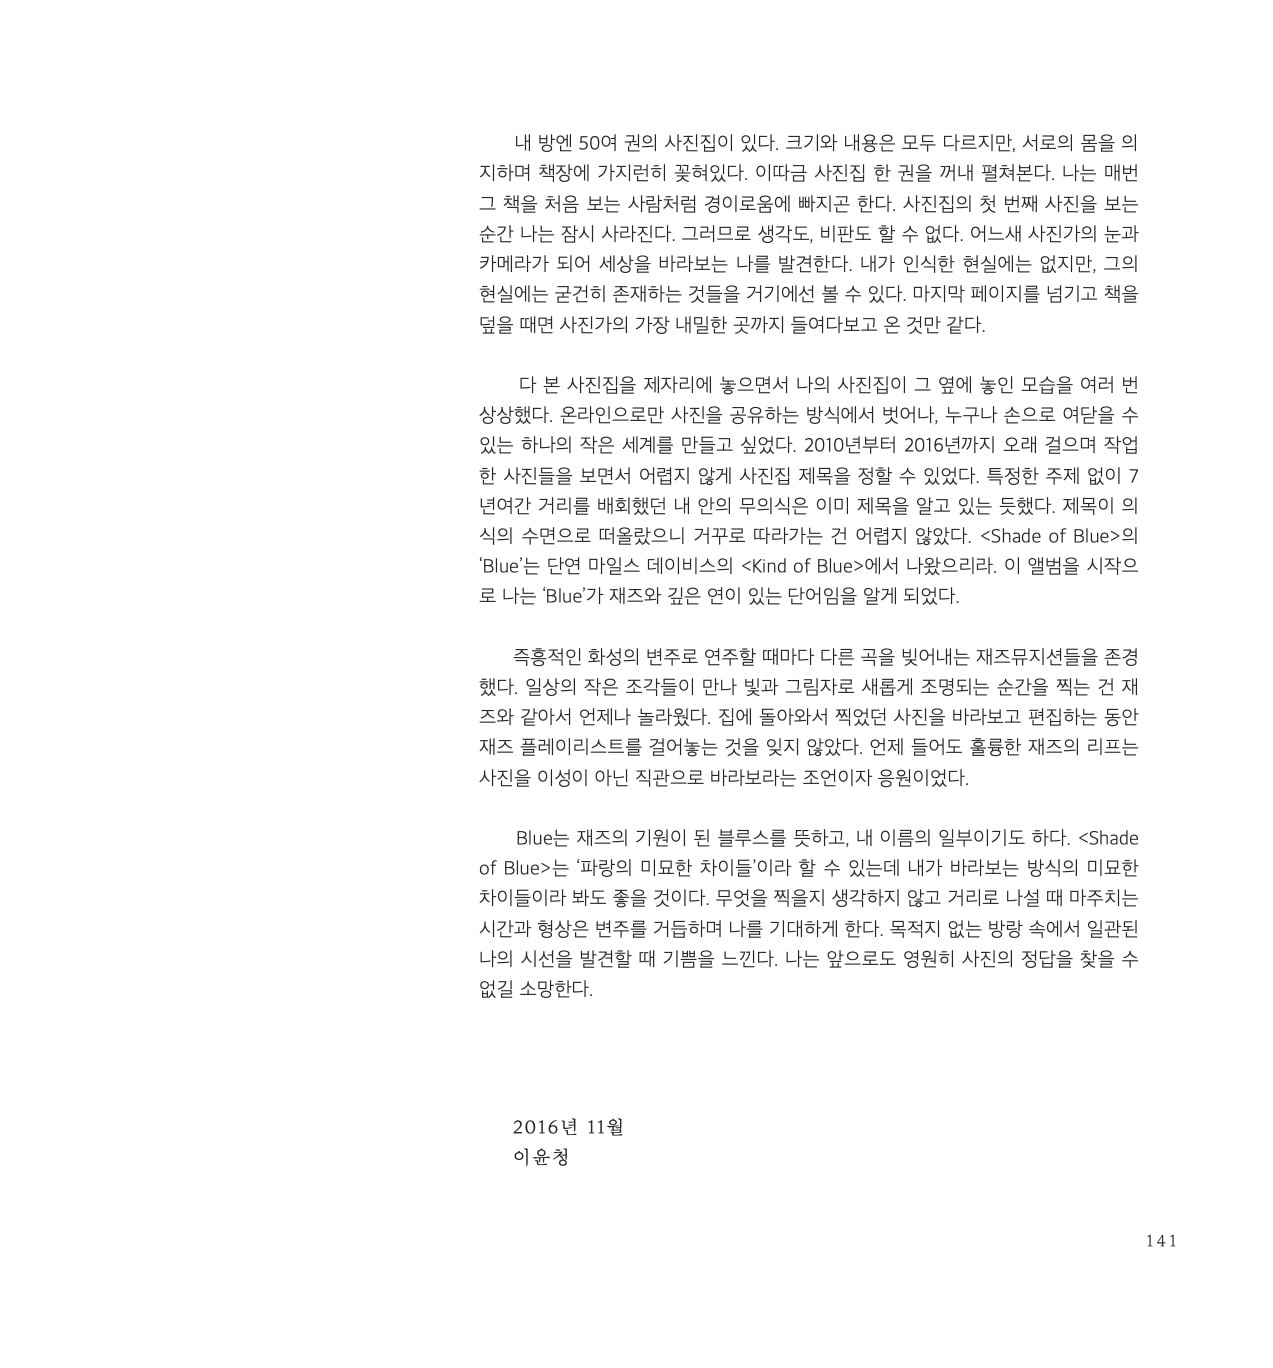 내 방엔 50여 권의 사진집이 있다. 크기와 내용은 모두 다르지만, 서로의 몸을 의
지하며 책장에 가지런히 꽂혀있다. 이따금 사진집 한 권을 꺼내 펼쳐본다. 나는 매번
그 책을 처음 보는 사람처럼 경이로움에 빠지곤 한다. 사진집의 첫 번째 사진을 보는
순간 나는 잠시 사라진다. 그러므로 생각도, 비판도 할 수 없다. 어느새 사진가의 눈과
카메라가 되어 세상을 바라보는 나를 발견한다. 내가 인식한 현실에는 없지만, 그의
현실에는 굳건히 존재하는 것들을 거기에선 볼 수 있다. 마지막 페이지를 넘기고 책을
덮을 때면 사진가의 가장 내밀한 곳까지 들여다보고 온 것만 같다.
다 본 사진집을 제자리에 놓으면서 나의 사진집이 그 옆에 놓인 모습을 여러 번
상상했다. 온라인으로만 사진을 공유하는 방식에서 벗어나, 누구나 손으로 여닫을 수
있는 하나의 작은 세계를 만들고 싶었다. 2010년부터 2016년까지 오래 걸으며 작업
한 사진들을 보면서 어렵지 않게 사진집 제목을 정할 수 있었다. 특정한 주제 없이 7
년여간 거리를 배회했던 내 안의 무의식은 이미 제목을 알고 있는 듯했다. 제목이 의
식의 수면으로 떠올랐으니 거꾸로 따라가는 건 어렵지 않았다. <Shade of Blue>의
‘Blue’는 단연 마일스 데이비스의 <Kind of Blue>에서 나왔으리라. 이 앨범을 시작으
로 나는 ‘Blue’가 재즈와 깊은 연이 있는 단어임을 알게 되었다.
즉흥적인 화성의 변주로 연주할 때마다 다른 곡을 빚어내는 재즈뮤지션들을 존경
했다. 일상의 작은 조각들이 만나 빛과 그림자로 새롭게 조명되는 순간을 찍는 건 재
즈와 같아서 언제나 놀라웠다. 집에 돌아와서 찍었던 사진을 바라보고 편집하는 동안
재즈 플레이리스트를 걸어놓는 것을 잊지 않았다. 언제 들어도 훌륭한 재즈의 리프는
사진을 이성이 아닌 직관으로 바라보라는 조언이자 응원이었다.
Blue는 재즈의 기원이 된 블루스를 뜻하고, 내 이름의 일부이기도 하다. <Shade
of Blue>는 ‘파랑의 미묘한 차이들’이라 할 수 있는데 내가 바라보는 방식의 미묘한
차이들이라 봐도 좋을 것이다. 무엇을 찍을지 생각하지 않고 거리로 나설 때 마주치는
시간과 형상은 변주를 거듭하며 나를 기대하게 한다. 목적지 없는 방랑 속에서 일관된
나의 시선을 발견할 때 기쁨을 느낀다. 나는 앞으로도 영원히 사진의 정답을 찾을 수
없길 소망한다.
2016년 11월
이윤청
141